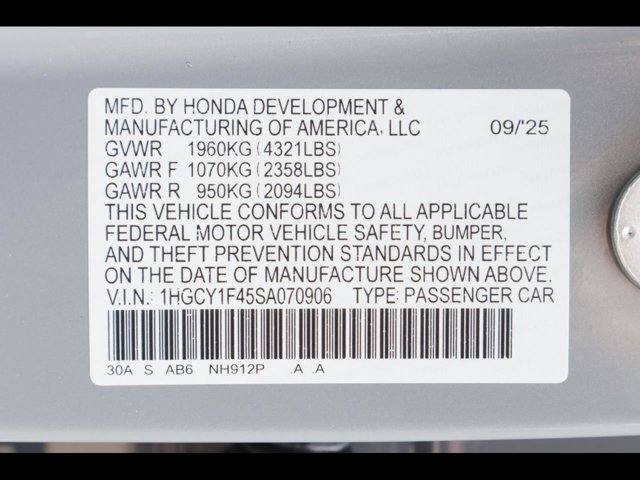 MFD. BY HONDA DEVELOPMENT &
MANUFACTURING OF AMERICA, LLC 09/'25
GVWR 1960KG(4321LBS)
GAWR F 1070KG(2358LBS)
GAWR R 950KG(2094LBS)
THIS VEHICLE CONFORMS TO ALL APPLICABLE
FEDERAL MOTOR VEHICLE SAFETY, BUMPER,
AND THEFT PREVENTION STANDARDS IN EFFECT
ON THE DATE OF MANUFACTURE SHOWN ABOVE.
V.I.N.: 1HGCY1F45SA070906 TYPE: PASSENGER CAR
30A S AB6 NH912P .A .A